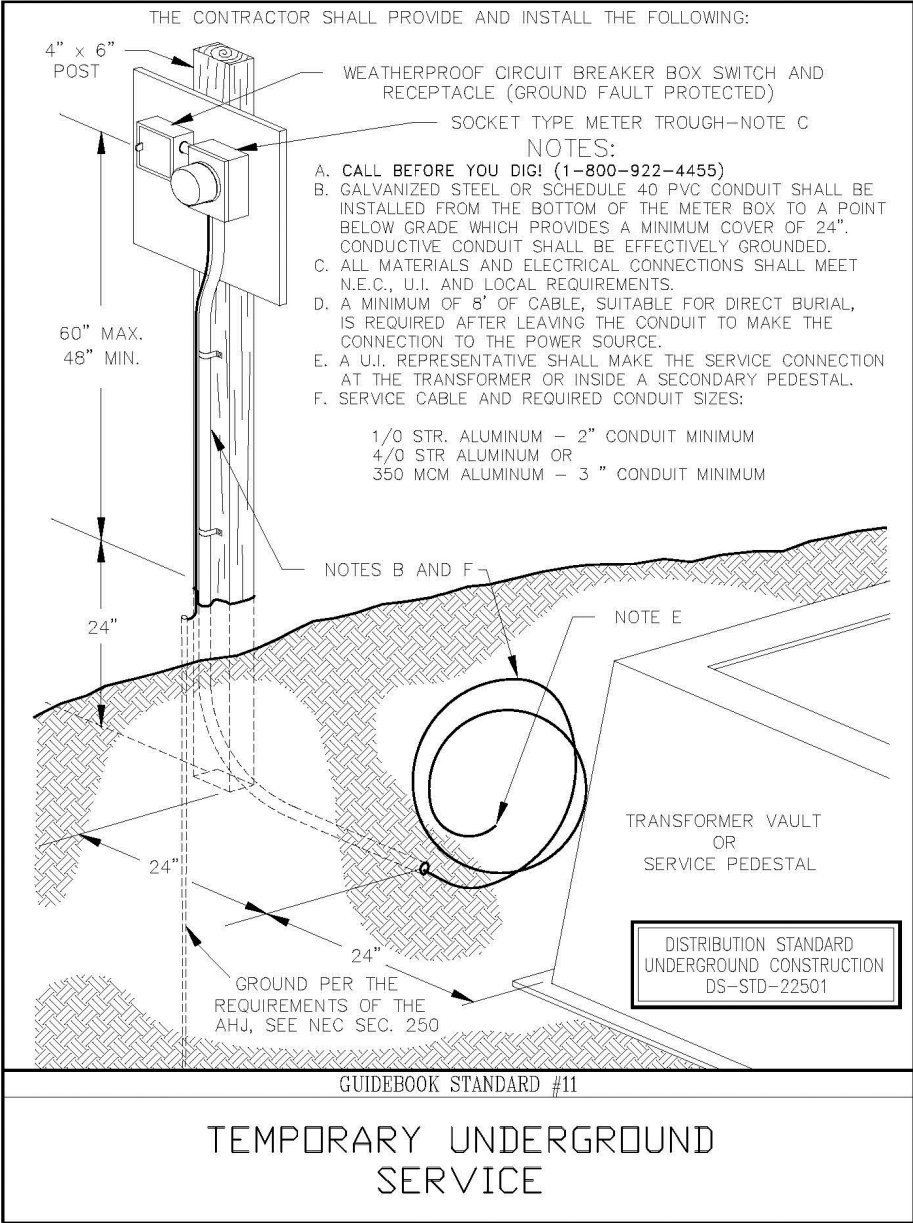 THE CONTRACTOR SHALL PROVIDE AND INSTALL THE FOLLOWING:
4" x 6"
POST
WEATHERPROOF CIRCUIT BREAKER BOX SWITCH AND
RECEPTACLE (GROUND FAULT PROTECTED)
SOCKET TYPE METER TROUGH-NOTE C
NOTES:
A. CALL BEFORE YOU DIG! (1-800-922-4455)
B. GALVANIZED STEEL OR SCHEDULE 40 PVC CONDUIT SHALL BE
INSTALLED FROM THE BOTTOM OF THE METER BOX TO A POINT
BELOW GRADE WHICH PROVIDES A MINIMUM COVER OF 24".
CONDUCTIVE CONDUIT SHALL BE EFFECTIVELY GROUNDED.
C. ALL MATERIALS AND ELECTRICAL CONNECTIONS SHALL MEET
N.E.C., U.I. AND LOCAL REQUIREMENTS.
D. A MINIMUM OF 8' OF CABLE, SUITABLE FOR DIRECT BURIAL,
IS REQUIRED AFTER LEAVING THE CONDUIT TO MAKE THE
CONNECTION TO THE POWER SOURCE.
E. A U.I. REPRESENTATIVE SHALL MAKE THE SERVICE CONNECTION
AT THE TRANSFORMER OR INSIDE A SECONDARY PEDESTAL.
F. SERVICE CABLE AND REQUIRED CONDUIT SIZES:
1/0 STR. ALUMINUM - 2" CONDUIT MINIMUM
4/0 STR ALUMINUM OR
350 MCM ALUMINUM - 3 " CONDUIT MINIMUM
60" MAX.
48" MIN.
NOTES B AND F
24"
NOTE E
TRANSFORMER VAULT
OR
SERVICE PEDESTAL
24"
24"
GROUND PER THE
REQUIREMENTS OF THE
AHJ, SEE NEC SEC. 250
DISTRIBUTION STANDARD
UNDERGROUND CONSTRUCTION
DS-STD-22501
GUIDEBOOK STANDARD #11
TEMPORARY UNDERGROUND
SERVICE